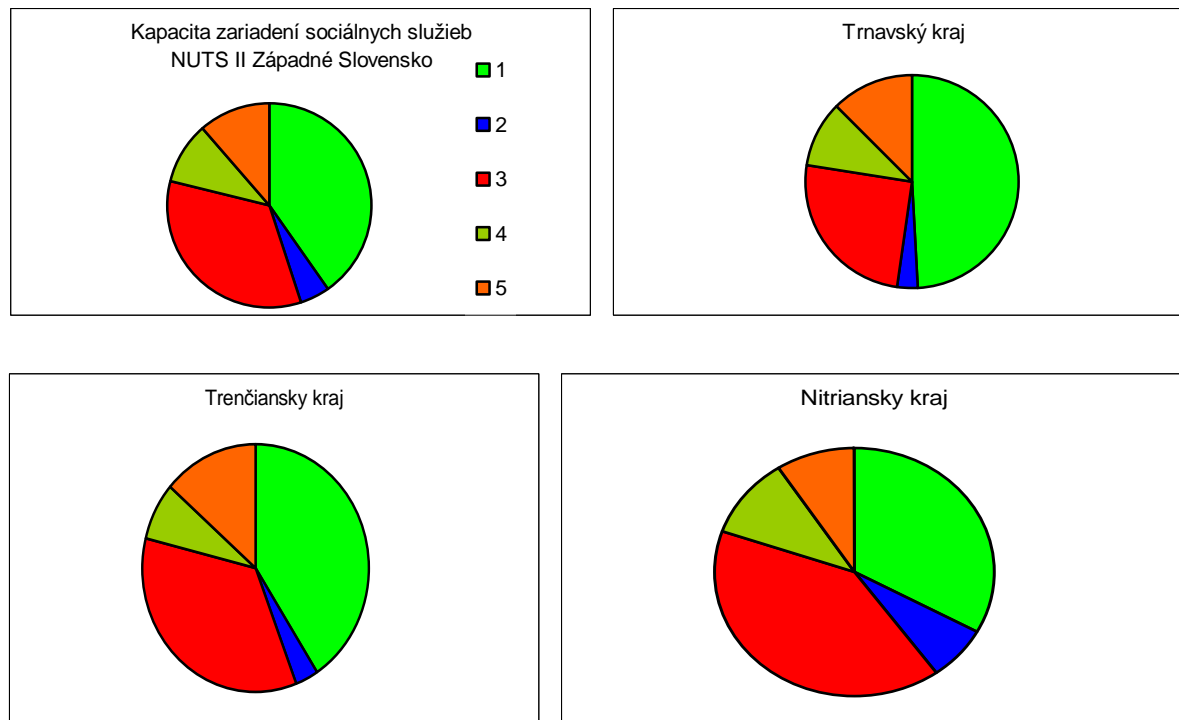 Kapacita zariadení sociálnych služieb
NUTS II Západné Slovensko
1
2
3
4
5
Trnavský kraj
Trenčiansky kraj
Nitriansky kraj